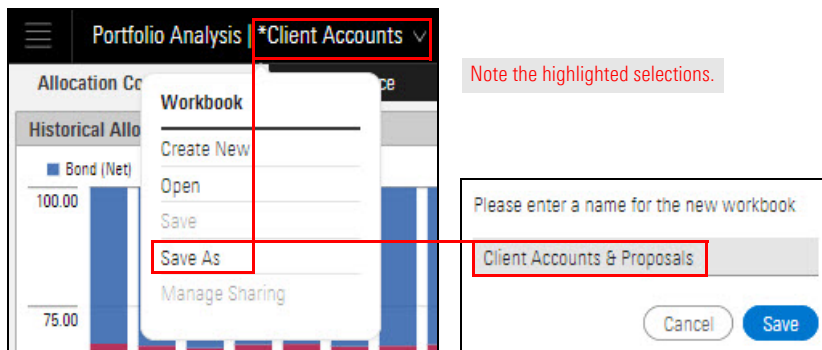 Portfolio Analysis | *Client Accounts
Allocation Co
ce
Workbook
Historical Allo
Create New
Bond (Net)
Open
100.00
Save
Save As
Manage Sharing
75.00
Note the highlighted selections.
Please enter a name for the new workbook
Client Accounts & Proposals
Cancel Save